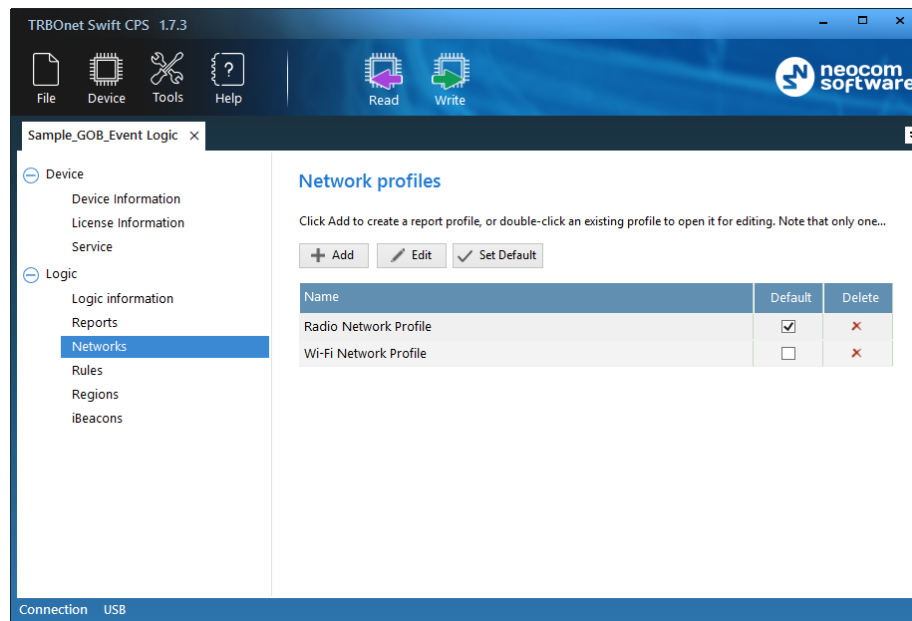 TRBOnet Swift CPS 1.7.3
File Device Tools Help Read Write
neocom
software
Sample_GOB_Event Logic
Device
Device Information
License Information
Service
Logic
Logic information
Reports
Networks
Rules
Regions
iBeacons
Network profiles
Click Add to create a report profile, or double-click an existing profile to open it for editing. Note that only one...
Add Edit Set Default
Name Default Delete
Radio Network Profile
Wi-Fi Network Profile
Connection USB